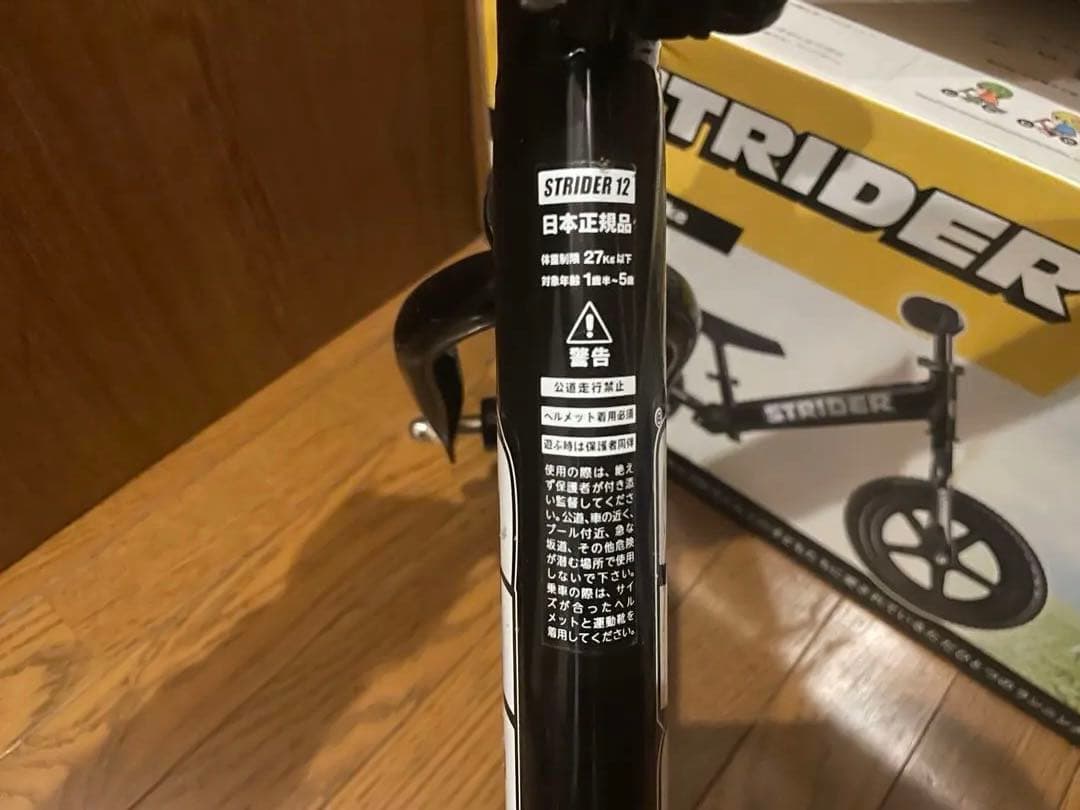 STRIDER 12
日本正規品
体重制限 27Kg以下
対象年齢 1歳半~5歳
警告
公道走行禁止
ヘルメット着用必須
遊ぶ時は保護者同伴
使用の際は、絶え
ず保護者が付き添
い監督してくださ
い。公道、車の近く、
プール付近、急な
坂道、その他危険
が潜む場所で使用
しないで下さい。
乗車の際は、サイ
ズが合ったヘル
メットと運動靴を
着用してください。
STRIDER
STRIDER